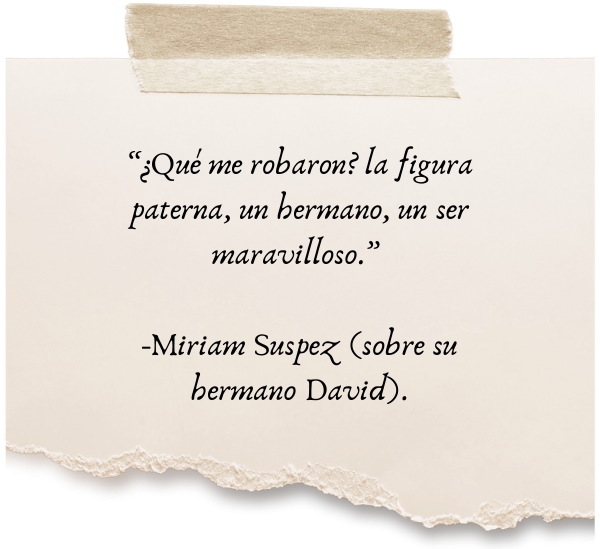 “¿Qué me robaron? la figura
paterna, un hermano, un ser
maravilloso.”
-Miriam Suspez (sobre su
hermano David).